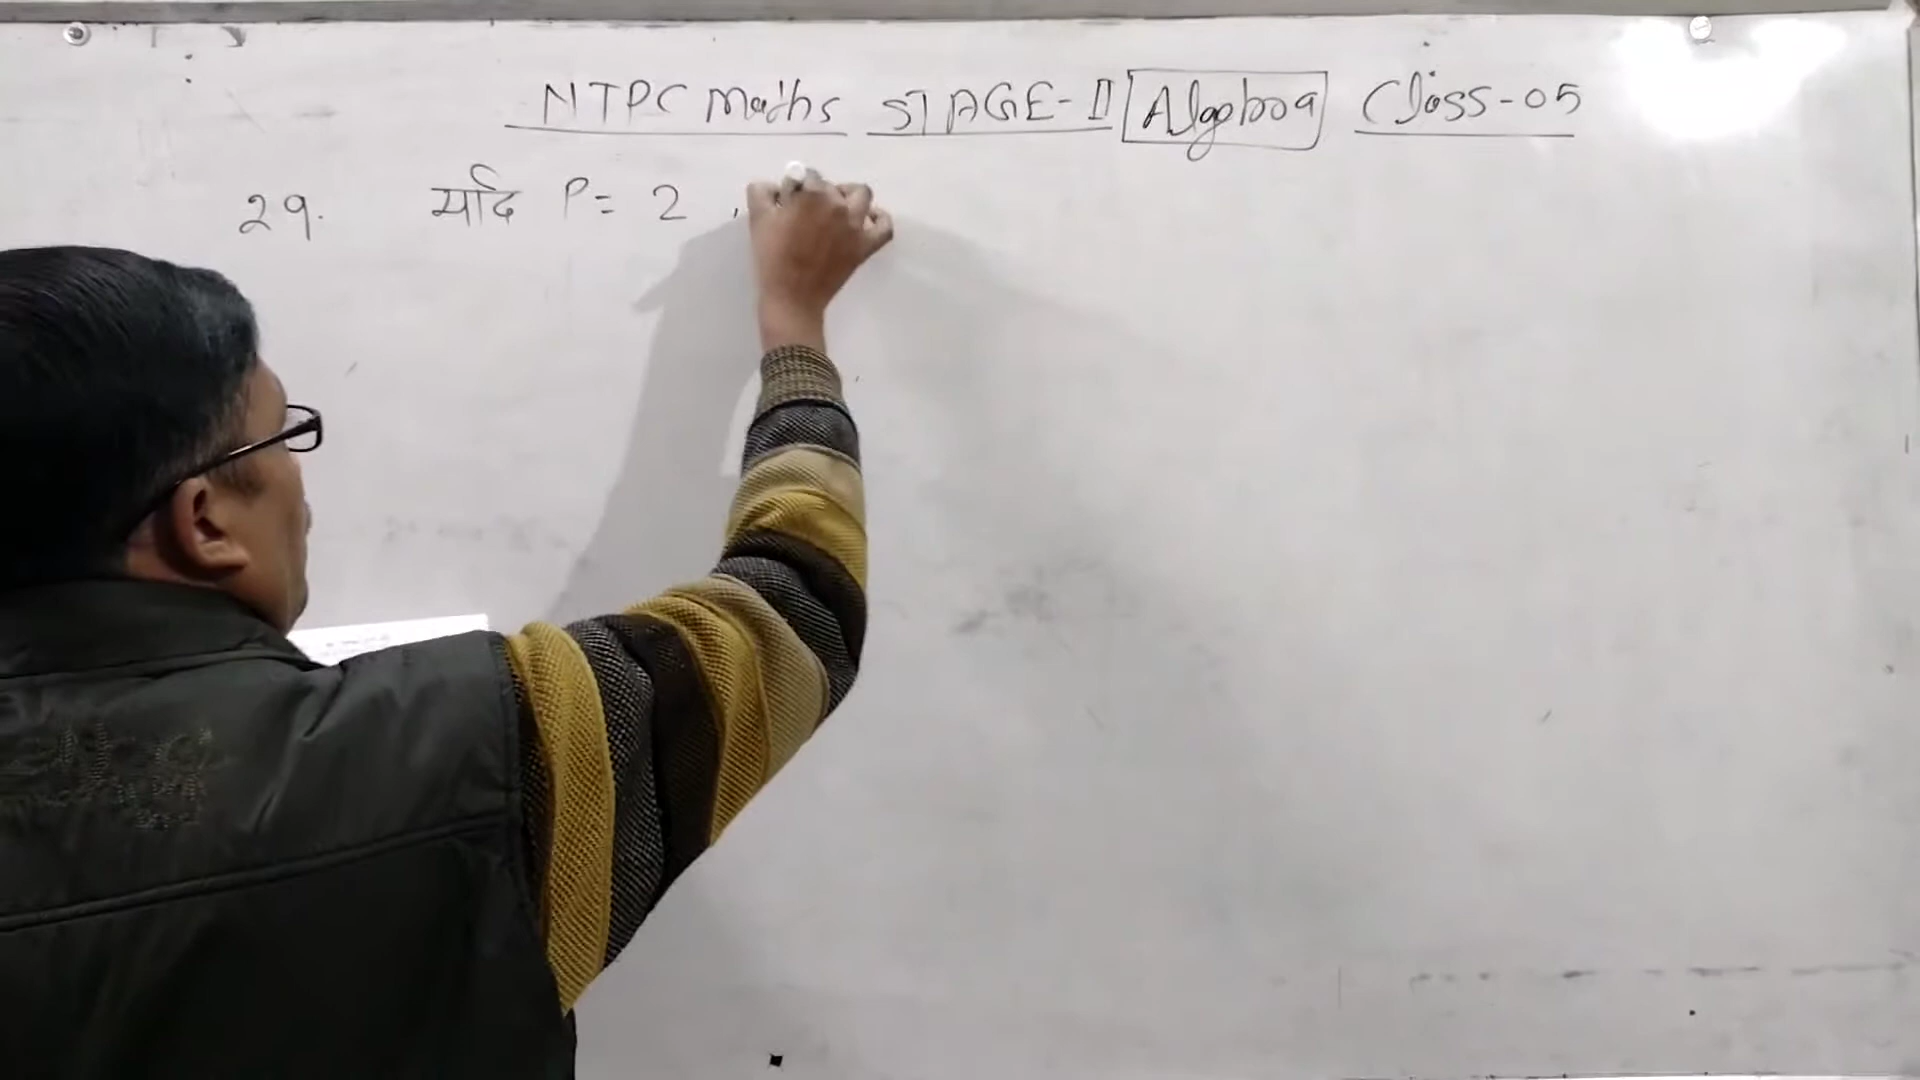 NTPC Maths STAGE-II Algebra Class-05
29. यदि P = 2 ,